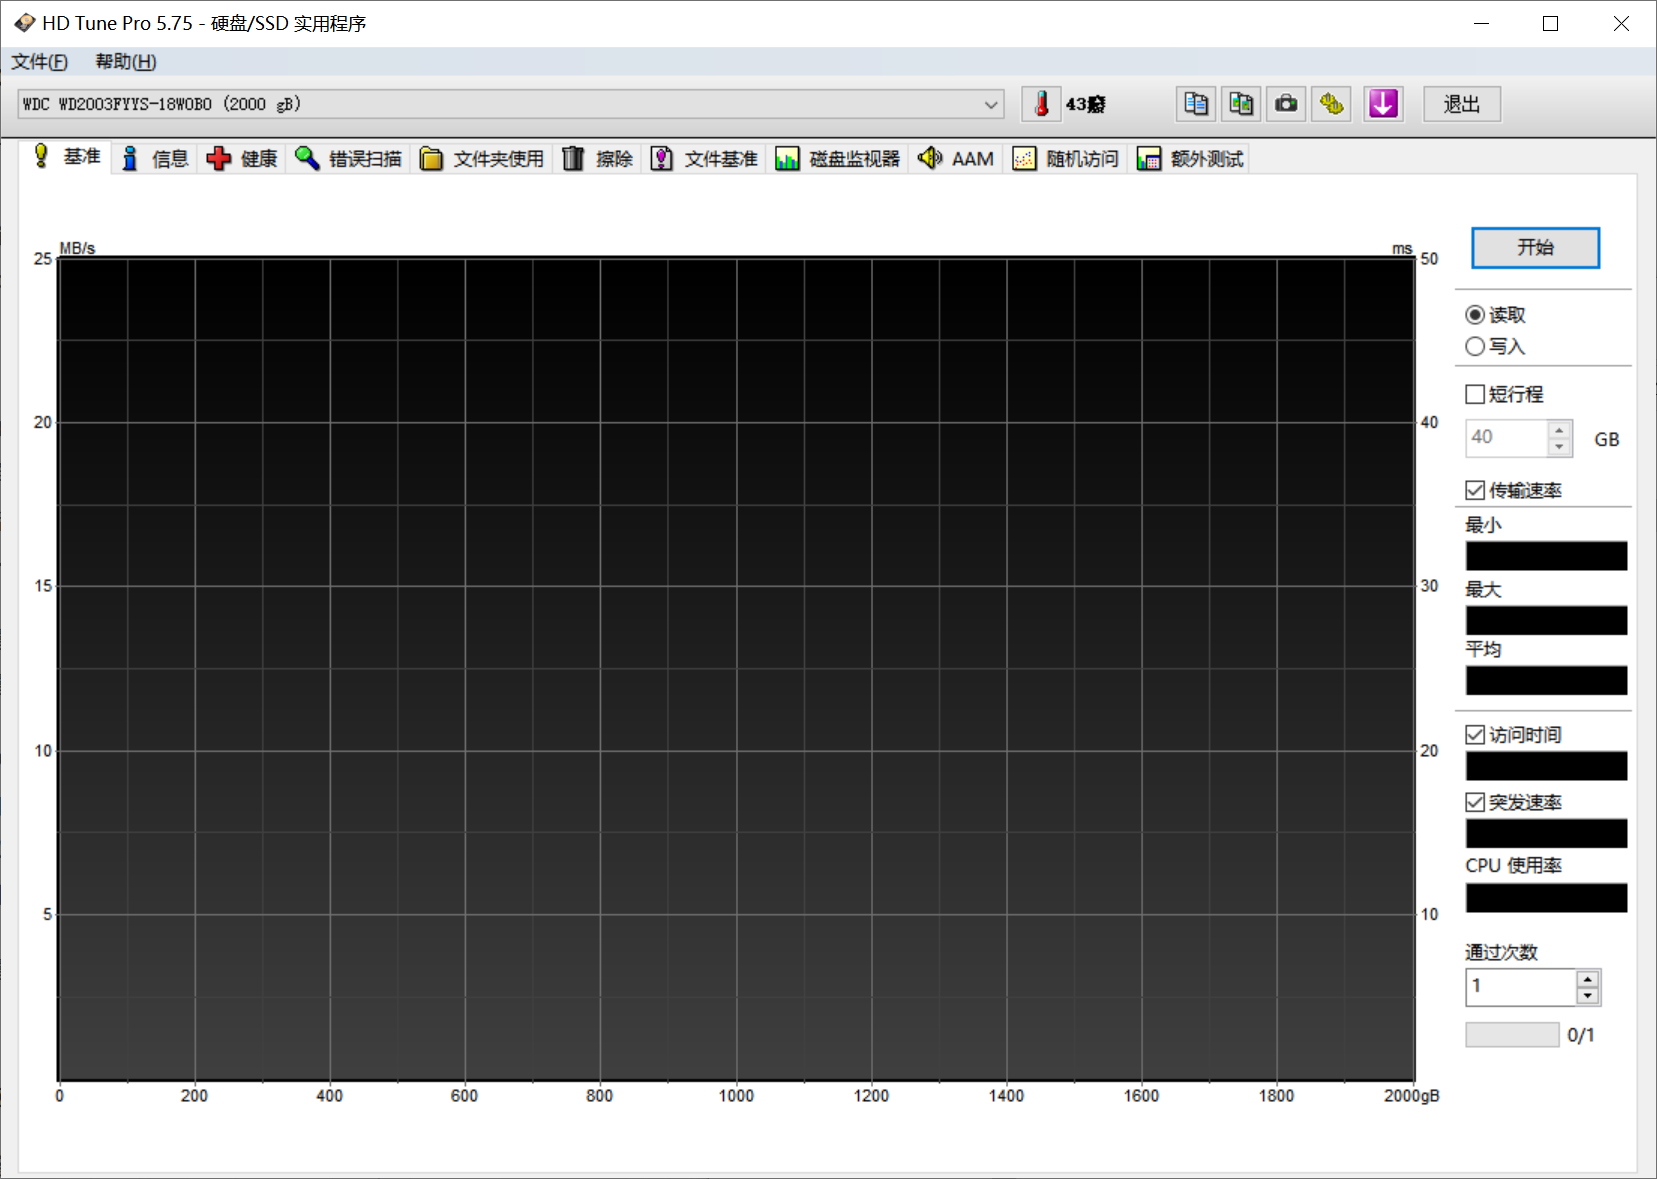 HD Tune Pro 5.75 - 硬盘/SSD 实用程序
文件(F) 帮助(H)
WDC WD2003FYYS-18W0B0 (2000 gB)
43癈
退出
基准 信息 健康 错误扫描 文件夹使用 擦除 文件基准 磁盘监视器 AAM 随机访问 额外测试
MB/s
ms
25
20
15
10
5
50
40
30
20
10
0 200 400 600 800 1000 1200 1400 1600 1800 2000gB
开始
读取
写入
短行程
40 GB
传输速率
最小
最大
平均
访问时间
突发速率
CPU 使用率
通过次数
1
0/1